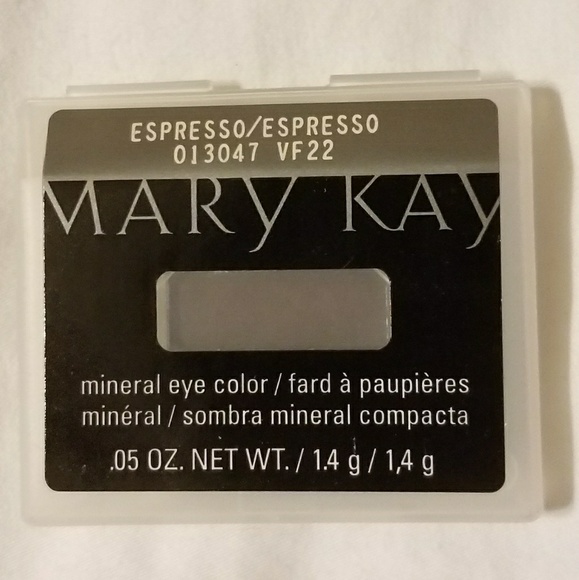 ESPRESSO/ESPRESSO
013047 VF22
MARY KAY
mineral eye color / fard à paupières
minéral / sombra mineral compacta
.05 OZ. NET WT. / 1.4 g / 1,4 g